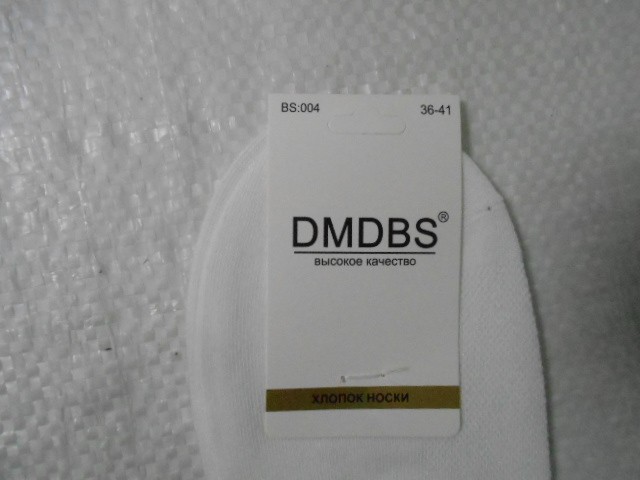 BS:004 36-41
DMDBS®
высокое качество
ХЛОПОК НОСКИ